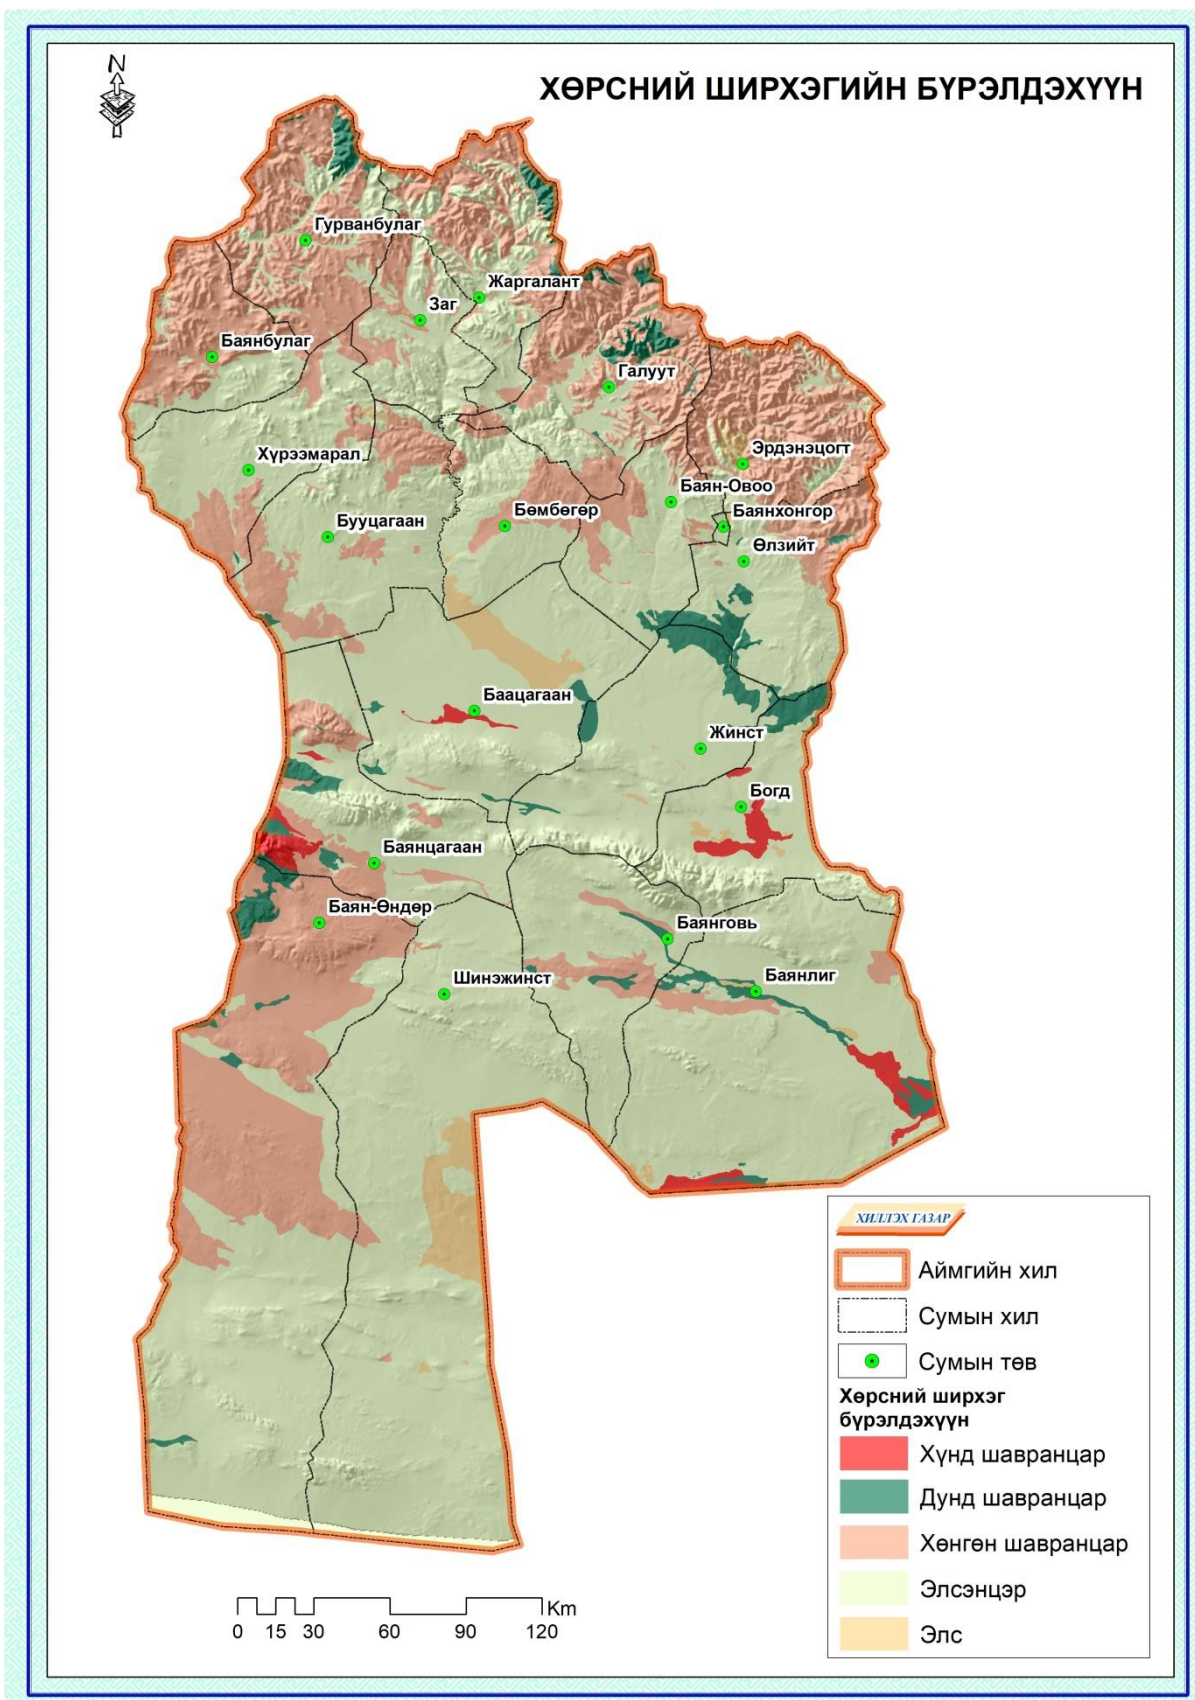 N
ХӨРСНИЙ ШИРХЭГИЙН БҮРЭЛДЭХҮҮН
Гурванбулаг
Жаргалант
Заг
Баянбулаг
Галуут
Эрдэнэцогт
Хүрээмарал
Баян-Овоо
Бөмбөгөр
Баянхонгор
Бууцагаан
Өлзийт
Баацагаан
Жинст
Богд
Баянцагаан
Баян-Өндөр
Баянговь
Шинэжинст
Баянлиг
ХИЛЛЭХ ГАЗАР
Аймгийн хил
Сумын хил
Сумын төв
Хөрсний ширхэг
бүрэлдэхүүн
Хүнд шавранцар
Дунд шавранцар
Хөнгөн шавранцар
Элсэнцэр
Элс
Km
0 15 30 60 90 120